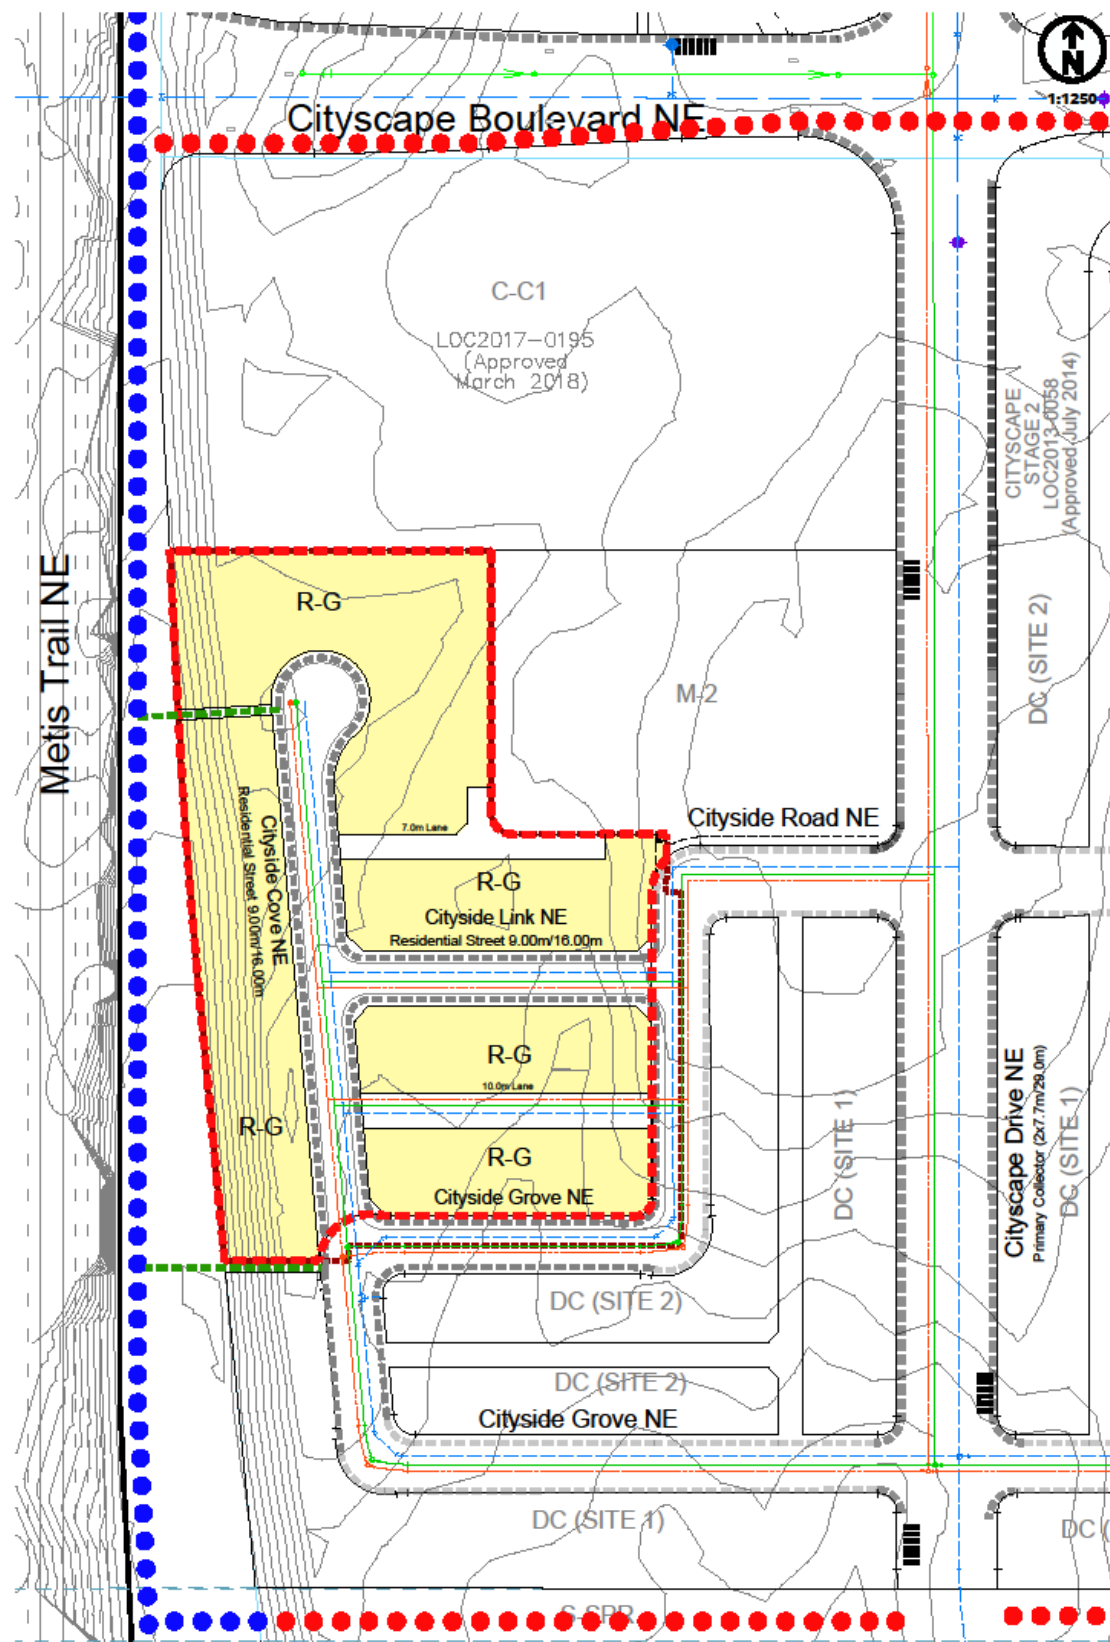 N
1:1250
Cityscape Boulevard NE
C-C1
LOC2017-0195
(Approved
March 2018)
CITYSCAPE
STAGE 2
LOC2013-0058
(Approved July 2014)
Metis Trail NE
R-G
DC (SITE 2)
M-2
Cityside Road NE
7.0m Lane
Cityside Cove NE
Residential Street 9.00m/16.00m
R-G
Cityside Link NE
Residential Street 9.00m/16.00m
R-G
10.0m Lane
R-G
R-G
Cityside Grove NE
DC (SITE 1)
Cityscape Drive NE
Primary Collector (2x7.7m/29.0m)
DC (SITE 1)
DC (SITE 2)
DC (SITE 2)
Cityside Grove NE
DC (SITE 1)
DC (
S-SPR